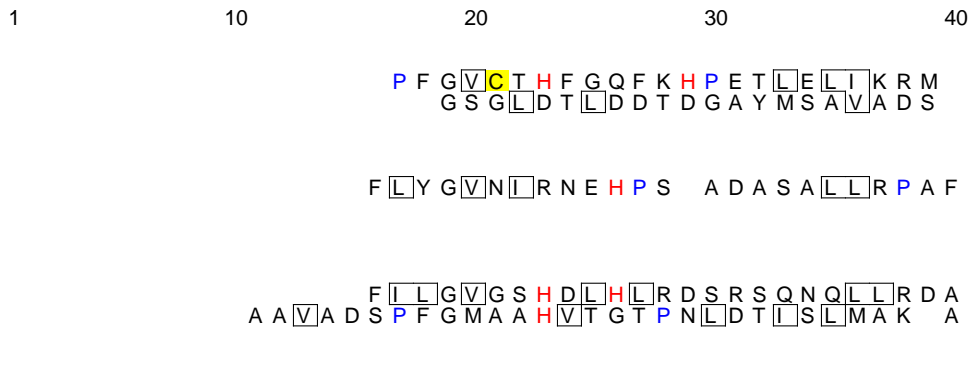 1 10 20 30 40
P F G V C T H F G Q F K H P E T L E L I K R M
G S G L D T L D D T D G A Y M S A V A D S
F L Y G V N I R N E H P S A D A S A L L R P A F
F I L G V G S H D L H L R D S R S Q N Q L L R D A
A A V A D S P F G M A A H V T G T P N L D T I S L M A K A